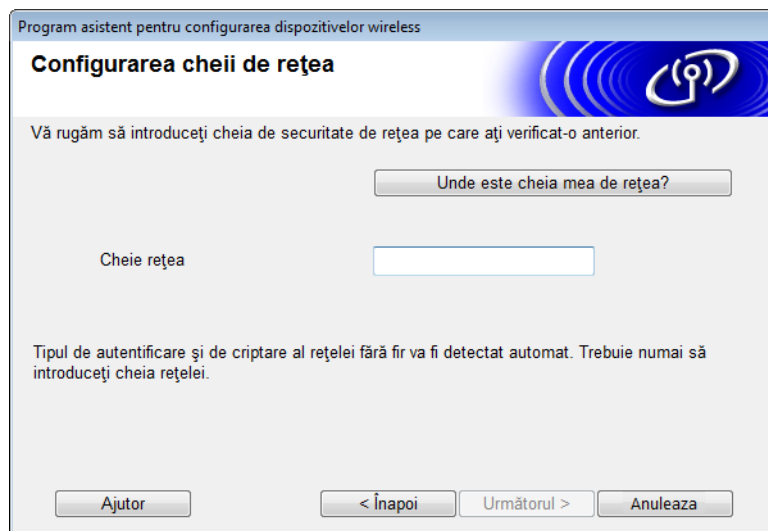 Program asistent pentru configurarea dispozitivelor wireless
Configurarea cheii de reţea
Vă rugăm să introduceţi cheia de securitate de reţea pe care aţi verificat-o anterior.
Unde este cheia mea de reţea?
Cheie reţea
Tipul de autentificare şi de criptare al reţelei fără fir va fi detectat automat. Trebuie numai să
introduceţi cheia reţelei.
Ajutor
< Înapoi
Următorul >
Anuleaza